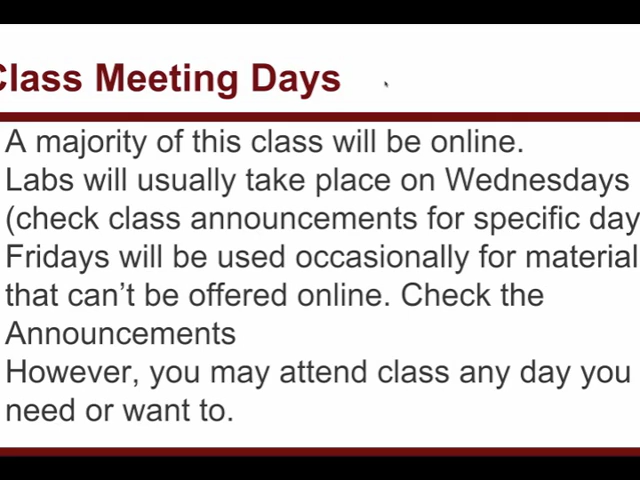 Class Meeting Days
A majority of this class will be online.
Labs will usually take place on Wednesdays
(check class announcements for specific day
Fridays will be used occasionally for material
that can’t be offered online. Check the
Announcements
However, you may attend class any day you
need or want to.